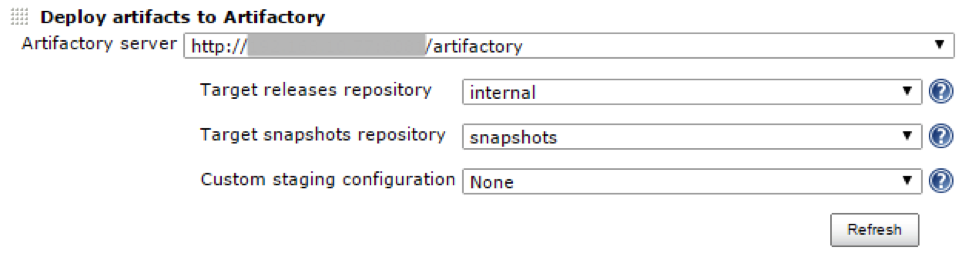 Deploy artifacts to Artifactory
Artifactory server http:// /artifactory
Target releases repository internal
Target snapshots repository snapshots
Custom staging configuration None
Refresh